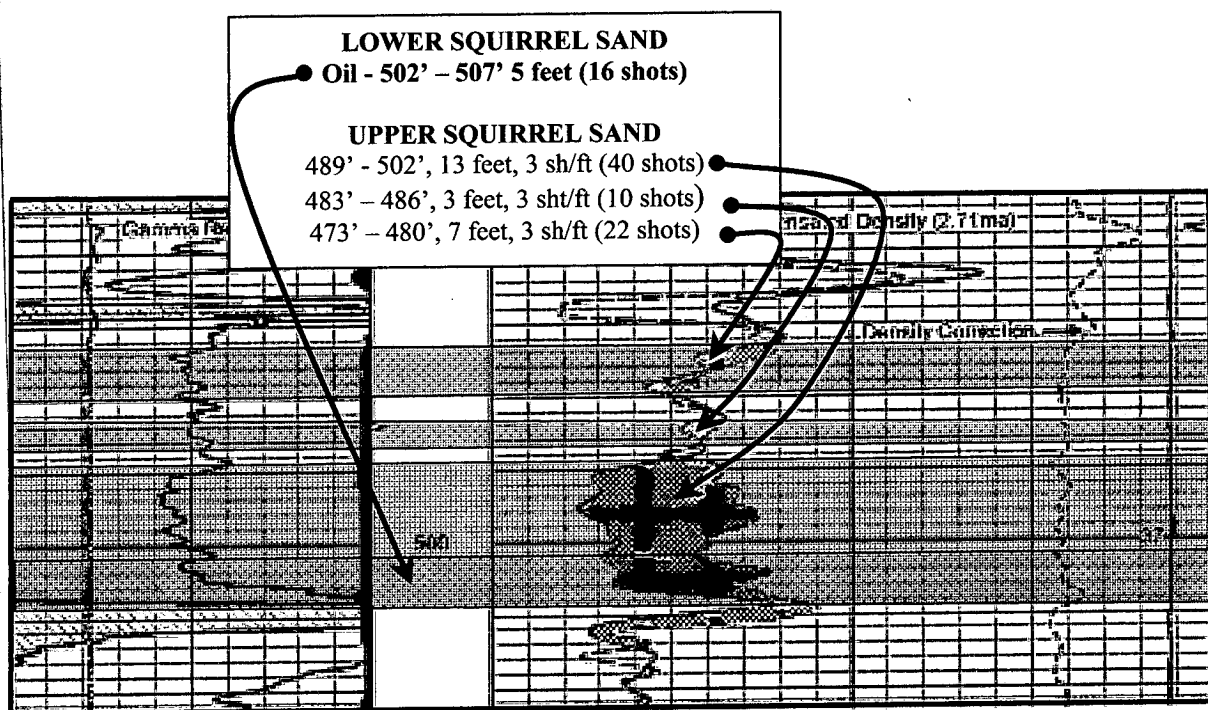 LOWER SQUIRREL SAND
Oil - 502’ – 507’ 5 feet (16 shots)
UPPER SQUIRREL SAND
489’ - 502’, 13 feet, 3 sh/ft (40 shots)
483’ – 486’, 3 feet, 3 sht/ft (10 shots)
473’ – 480’, 7 feet, 3 sh/ft (22 shots)
Gamma Density (2.71ma)
Density Correction
500